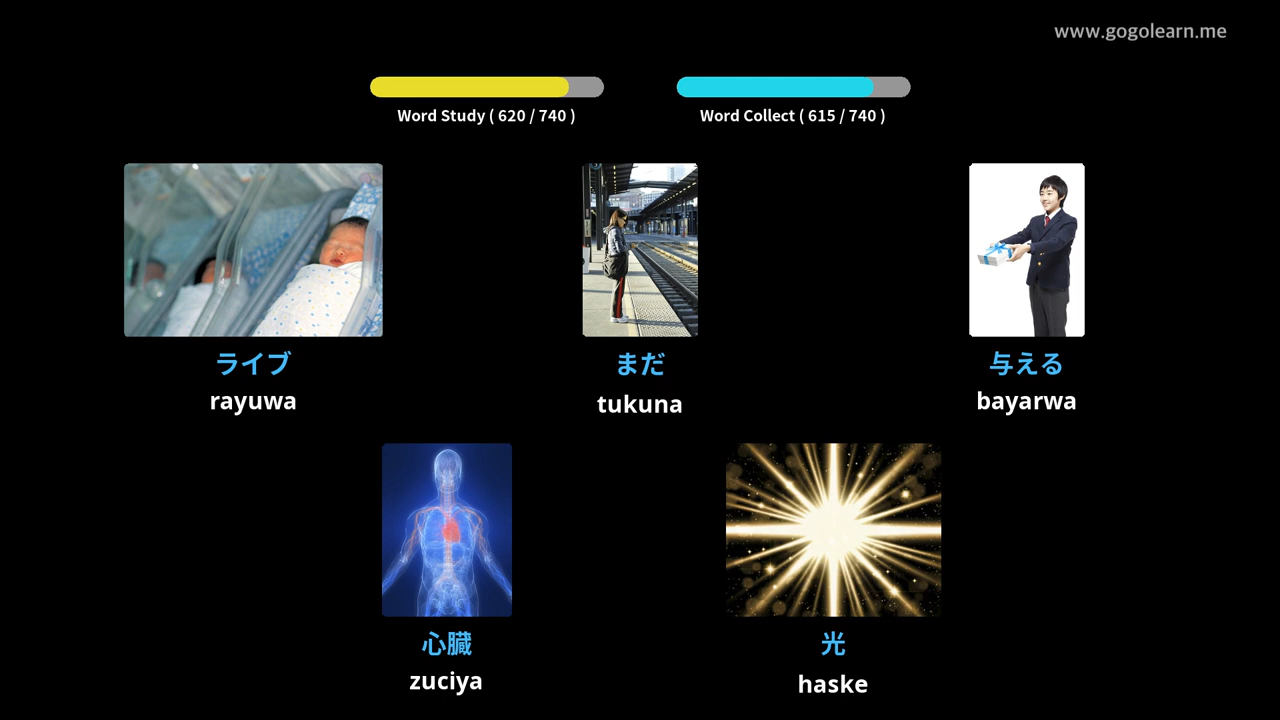 www.gogolearn.me
Word Study ( 620 / 740 )
Word Collect ( 615 / 740 )
ライブ
rayuwa
まだ
tukuna
与える
bayarwa
心臓
zuciya
光
haske